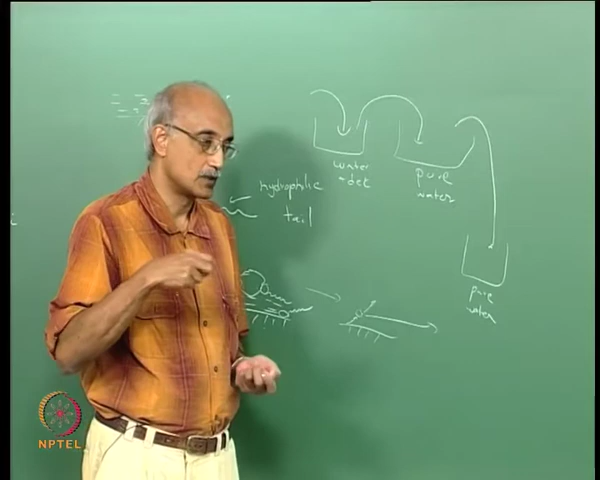 water
-det
pure
water
hydrophilic
tail
pure
water
NPTEL